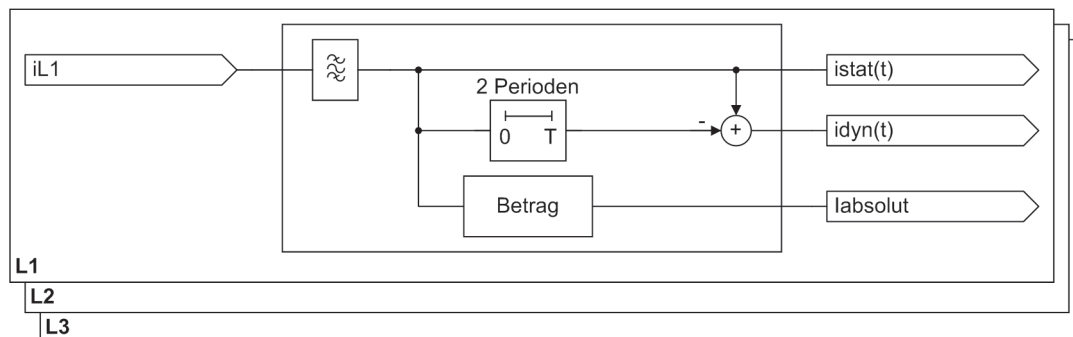 iL1
istat(t)
2 Perioden
0 T
-
+
idyn(t)
Betrag
Iabsolut
L1
L2
L3